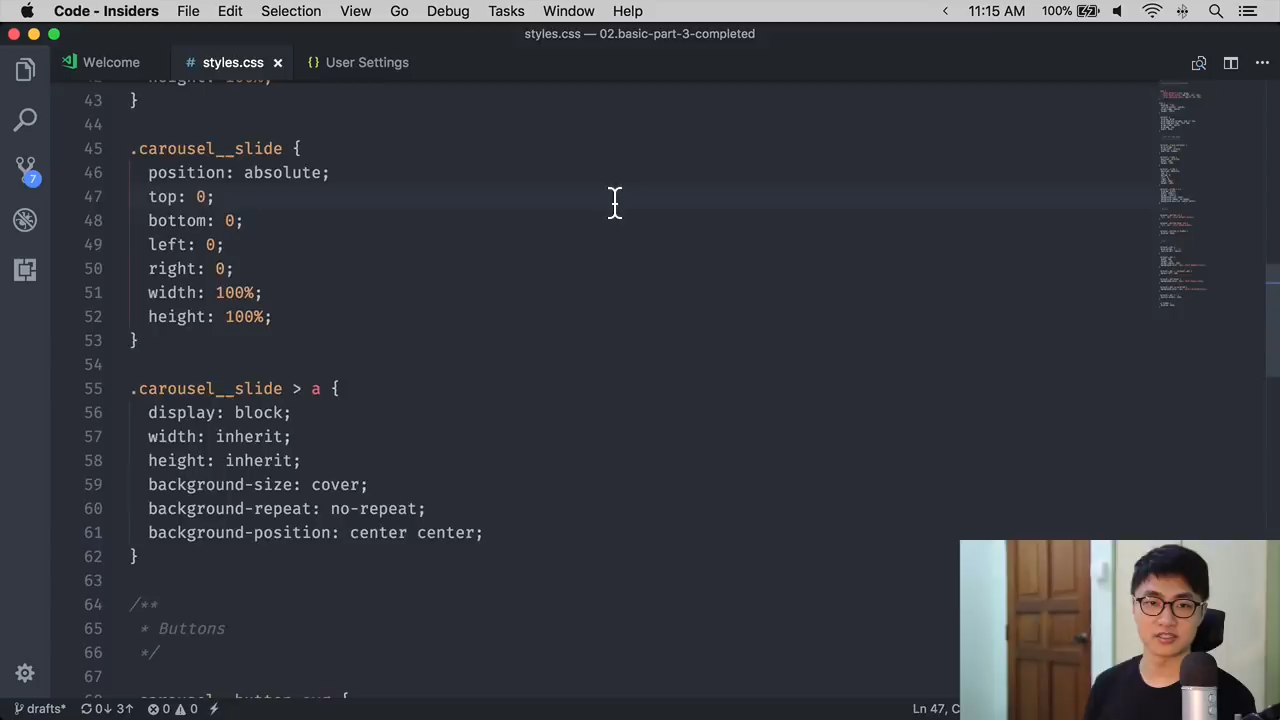 Code - Insiders File Edit Selection View Go Debug Tasks Window Help 11:15 AM 100%
styles.css — 02.basic-part-3-completed
Welcome # styles.css × { } User Settings
43 }
44
45 .carousel__slide {
46 position: absolute;
47 top: 0;
48 bottom: 0;
49 left: 0;
50 right: 0;
51 width: 100%;
52 height: 100%;
53 }
54
55 .carousel__slide > a {
56 display: block;
57 width: inherit;
58 height: inherit;
59 background-size: cover;
60 background-repeat: no-repeat;
61 background-position: center center;
62 }
63
64 /**
65 * Buttons
66 */
67
7
drafts* 0↓ 3↑ 0 0 Ln 47, C